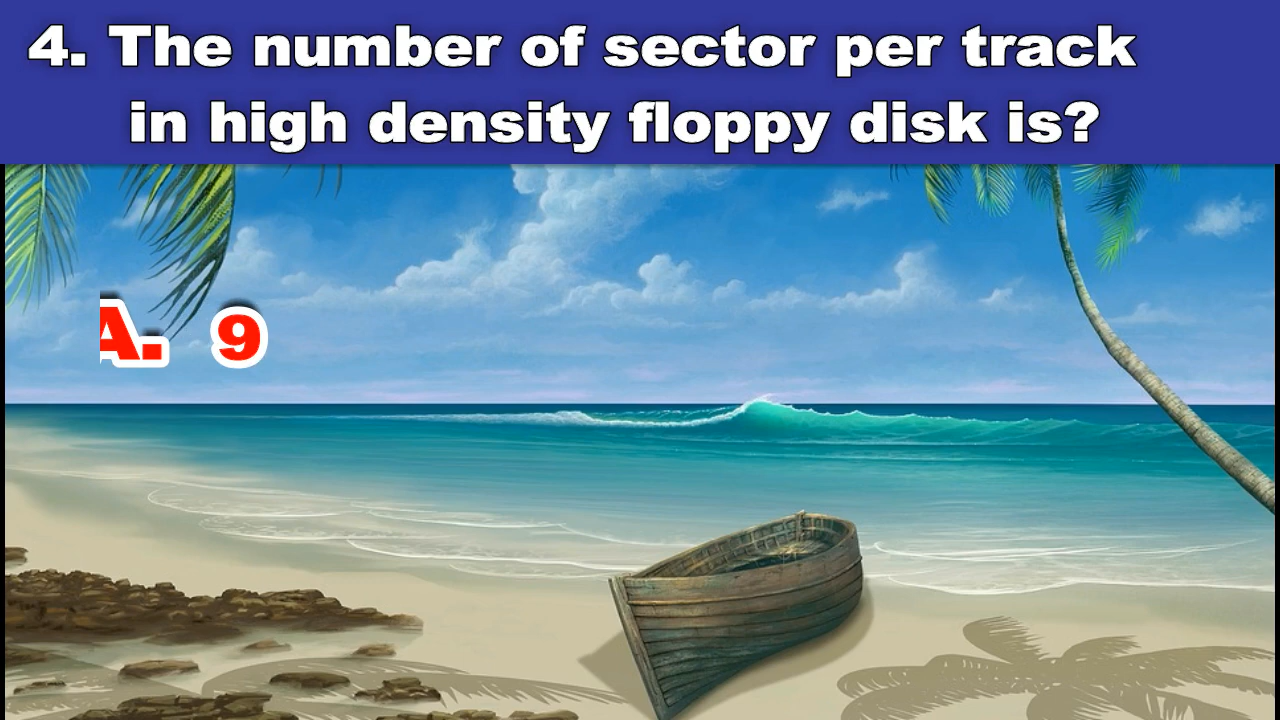 4. The number of sector per track
in high density floppy disk is?
A. 9